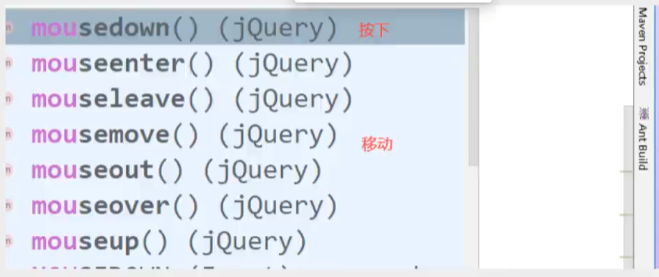 mousedown() (jQuery) 按下
mouseenter() (jQuery)
mouseleave() (jQuery)
mousemove() (jQuery) 移动
mouseout() (jQuery)
mouseover() (jQuery)
mouseup() (jQuery)
Maven Projects
Ant Build